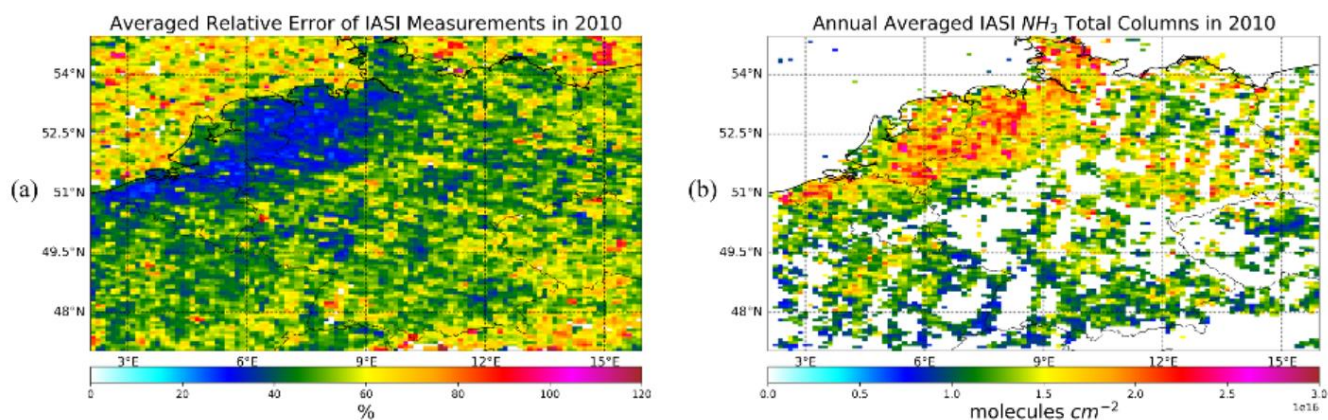 Averaged Relative Error of IASI Measurements in 2010
54°N
52.5°N
51°N
49.5°N
48°N
(a)
3°E 6°E 9°E 12°E 15°E
0 20 40 60 80 100 120
%
Annual Averaged IASI NH3 Total Columns in 2010
54°N
52.5°N
51°N
49.5°N
48°N
(b)
3°E 6°E 9°E 12°E 15°E
0.0 0.5 1.0 1.5 2.0 2.5 3.0
1e16
molecules cm−2